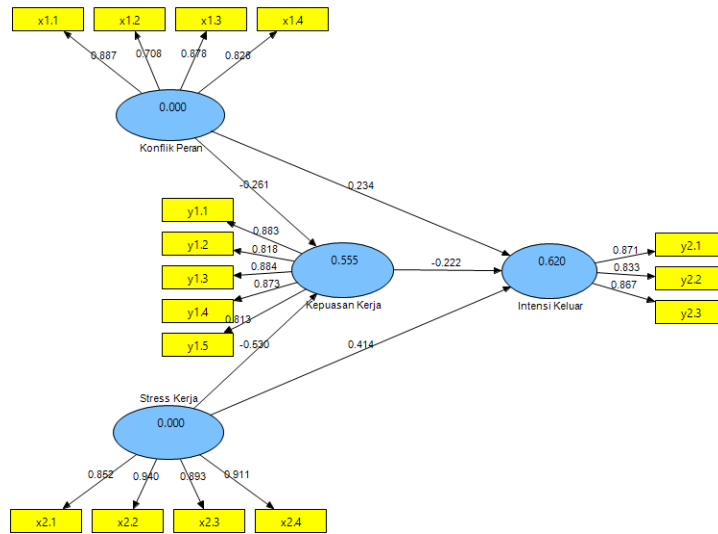 x1.1 x1.2 x1.3 x1.4
0.887 0.708 0.878 0.826
0.000
Konflik Peran
-0.261 0.234
y1.1
y1.2
y1.3
y1.4
y1.5
0.883
0.818
0.884
0.873
0.813
0.555
Kepuasan Kerja
-0.222
0.620
Intensi Keluar
0.871
0.833
0.867
y2.1
y2.2
y2.3
-0.530 0.414
Stress Kerja
0.000
0.852 0.940 0.893 0.911
x2.1 x2.2 x2.3 x2.4